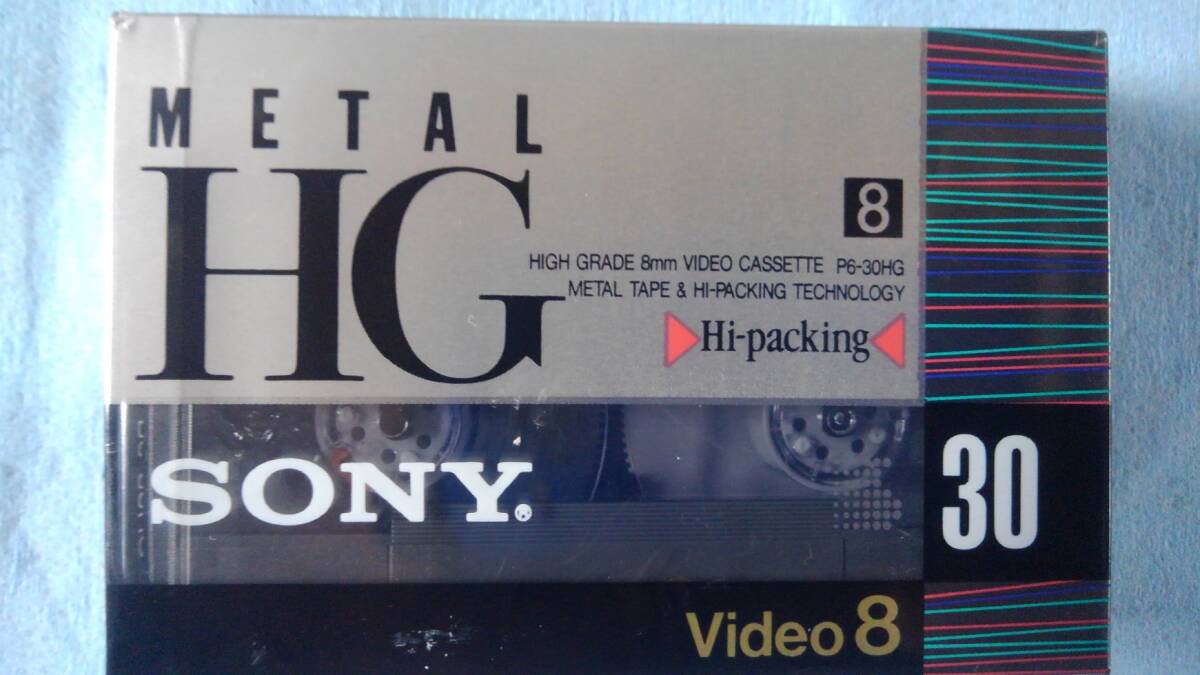 METAL
HG
8
HIGH GRADE 8mm VIDEO CASSETTE P6-30HG
METAL TAPE & HI-PACKING TECHNOLOGY
Hi-packing
SONY
30
Video 8